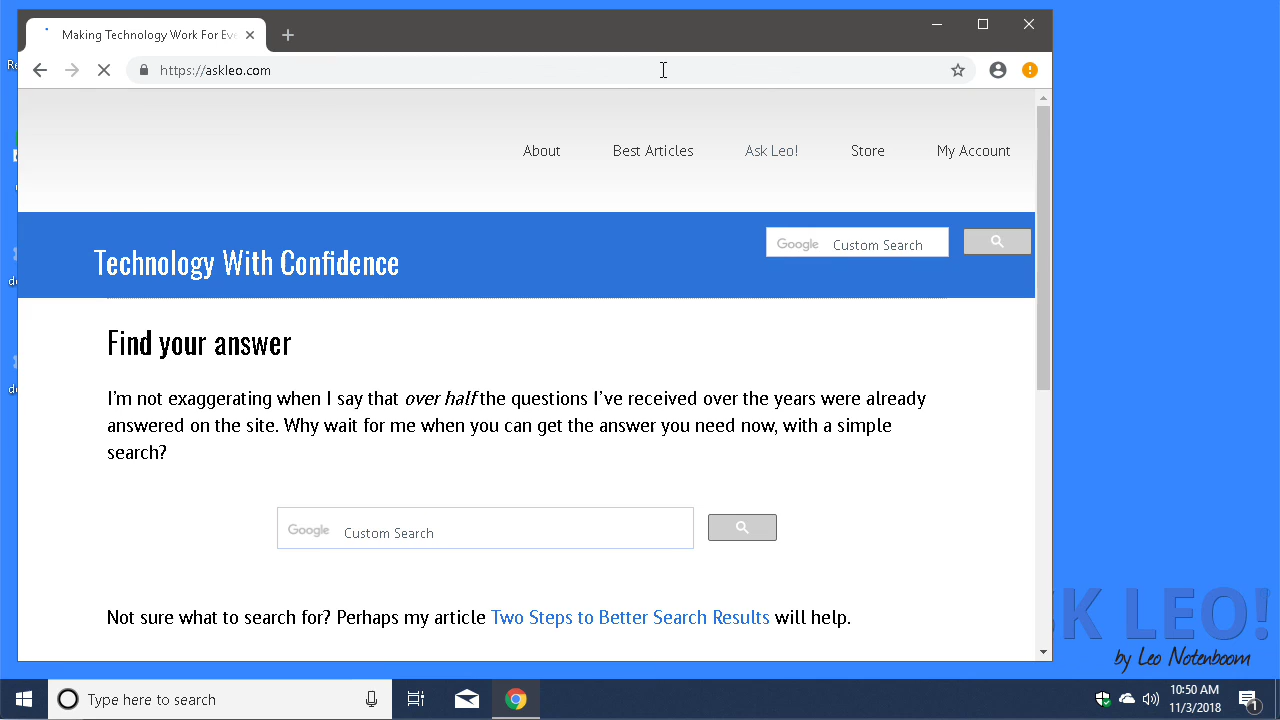 Making Technology Work For Eve
https://askleo.com
About Best Articles Ask Leo! Store My Account
Google Custom Search
Technology With Confidence
Find your answer
I'm not exaggerating when I say that over half the questions I've received over the years were already
answered on the site. Why wait for me when you can get the answer you need now, with a simple
search?
Google Custom Search
Not sure what to search for? Perhaps my article Two Steps to Better Search Results will help.
SK LEO!
by Leo Notenboom
Type here to search
10:50 AM
11/3/2018
1